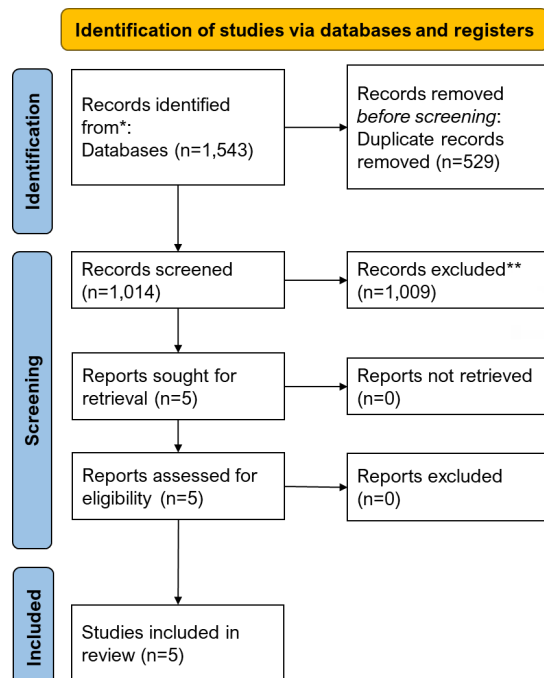 Identification of studies via databases and registers
Identification
Records identified
from*:
Databases (n=1,543)
Records removed
before screening:
Duplicate records
removed (n=529)
Screening
Records screened
(n=1,014)
Records excluded**
(n=1,009)
Reports sought for
retrieval (n=5)
Reports not retrieved
(n=0)
Reports assessed for
eligibility (n=5)
Reports excluded
(n=0)
Included
Studies included in
review (n=5)